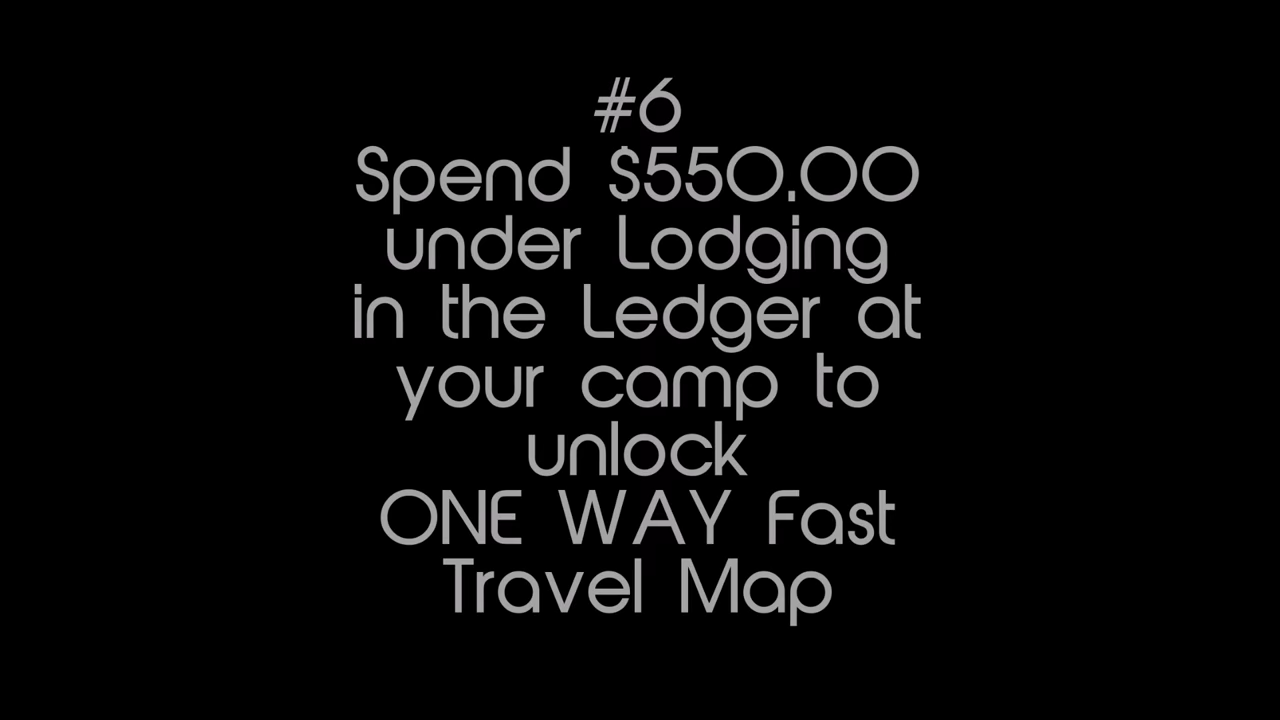 #6
Spend $550.00
under Lodging
in the Ledger at
your camp to
unlock
ONE WAY Fast
Travel Map